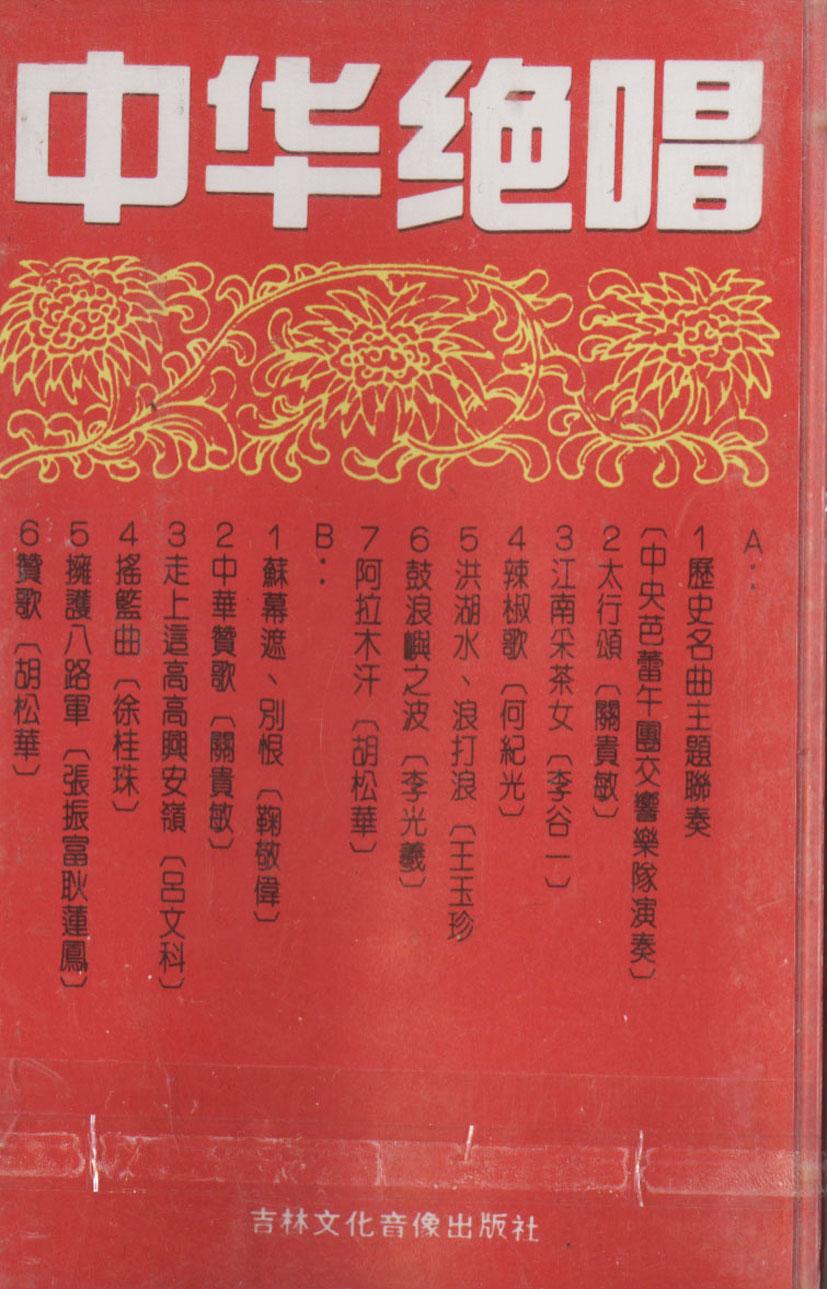 中华绝唱
A：
1歷史名曲主題聯奏
〔中央芭蕾午團交響樂隊演奏〕
2太行頌〔關貴敏〕
3江南采茶女〔李谷一〕
4辣椒歌〔何紀光〕
5洪湖水、浪打浪〔王玉珍
6鼓浪嶼之波〔李光羲〕
7阿拉木汗〔胡松華〕
B：
1蘇幕遮、別恨〔鞠敬偉〕
2中華贊歌〔關貴敏〕
3走上這高高興安嶺〔呂文科〕
4搖籃曲〔徐桂珠〕
5擁護八路軍〔張振富耿蓮鳳〕
6贊歌〔胡松華〕
吉林文化音像出版社